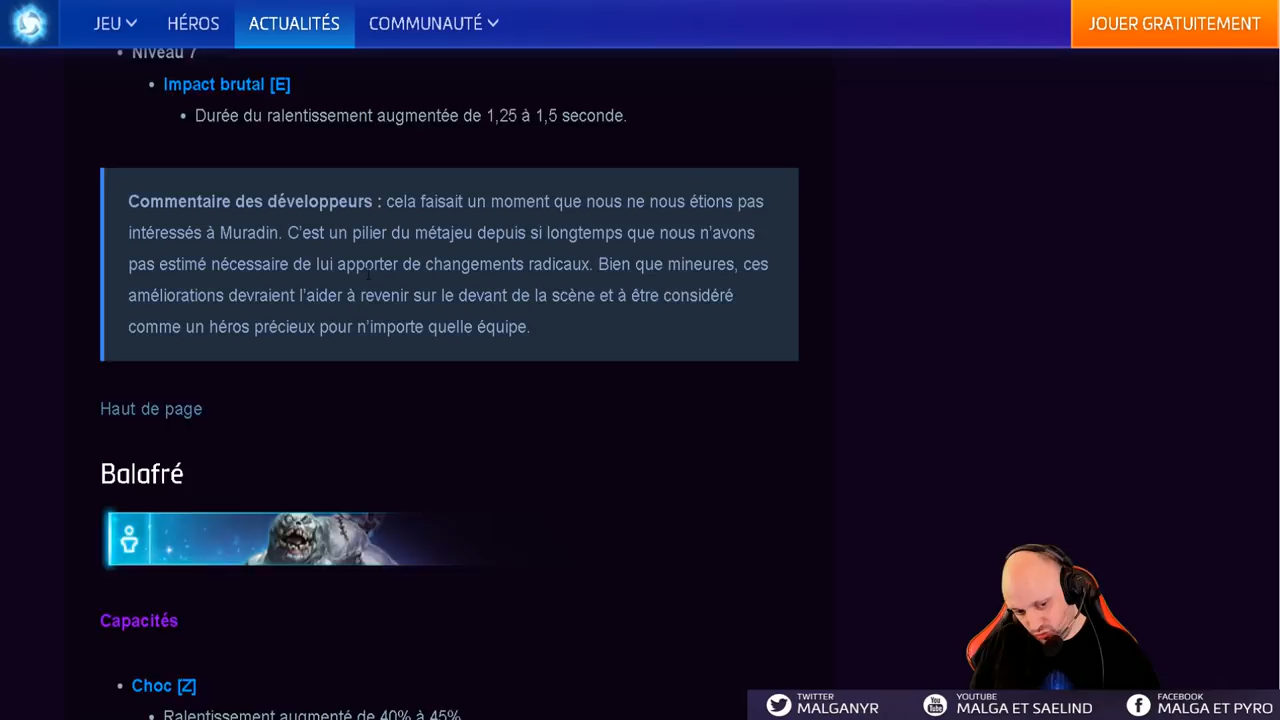 JEU HÉROS ACTUALITÉS COMMUNAUTÉ JOUER GRATUITEMENT
Niveau 7
Impact brutal [E]
Durée du ralentissement augmentée de 1,25 à 1,5 seconde.
Commentaire des développeurs : cela faisait un moment que nous ne nous étions pas
intéressés à Muradin. C’est un pilier du métajeu depuis si longtemps que nous n’avons
pas estimé nécessaire de lui apporter de changements radicaux. Bien que mineures, ces
améliorations devraient l’aider à revenir sur le devant de la scène et à être considéré
comme un héros précieux pour n’importe quelle équipe.
Haut de page
Balafré
Capacités
Choc [Z]
Ralentissement augmenté de 40% à 45%
TWITTER
MALGANYR
YOUTUBE
MALGA ET SAELIND
FACEBOOK
MALGA ET PYRO